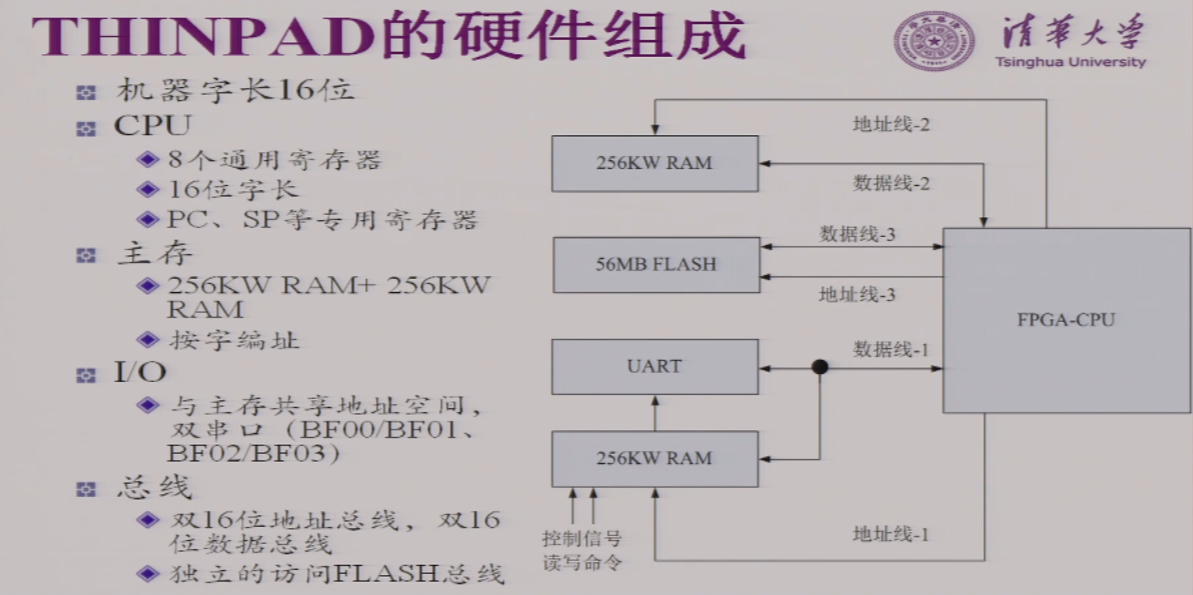 THINPAD的硬件组成
清华大学
Tsinghua University
机器字长16位
CPU
8个通用寄存器
16位字长
PC、SP等专用寄存器
主存
256KW RAM+ 256KW
RAM
按字编址
I/O
与主存共享地址空间，
双串口（BF00/BF01、
BF02/BF03）
总线
双16位地址总线，双16
位数据总线
独立的访问FLASH总线
地址线-2
256KW RAM
数据线-2
数据线-3
56MB FLASH
地址线-3
FPGA-CPU
数据线-1
UART
256KW RAM
控制信号
读写命令
地址线-1